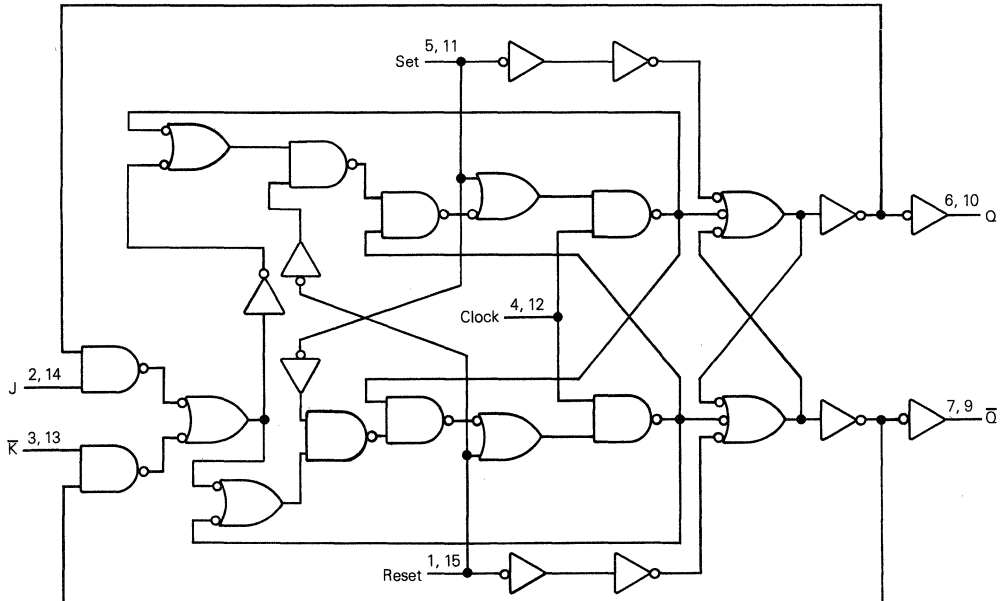 5, 11
Set
6, 10
Q
4, 12
Clock
2, 14
J
3, 13
K̅
7, 9
Q̅
1, 15
Reset